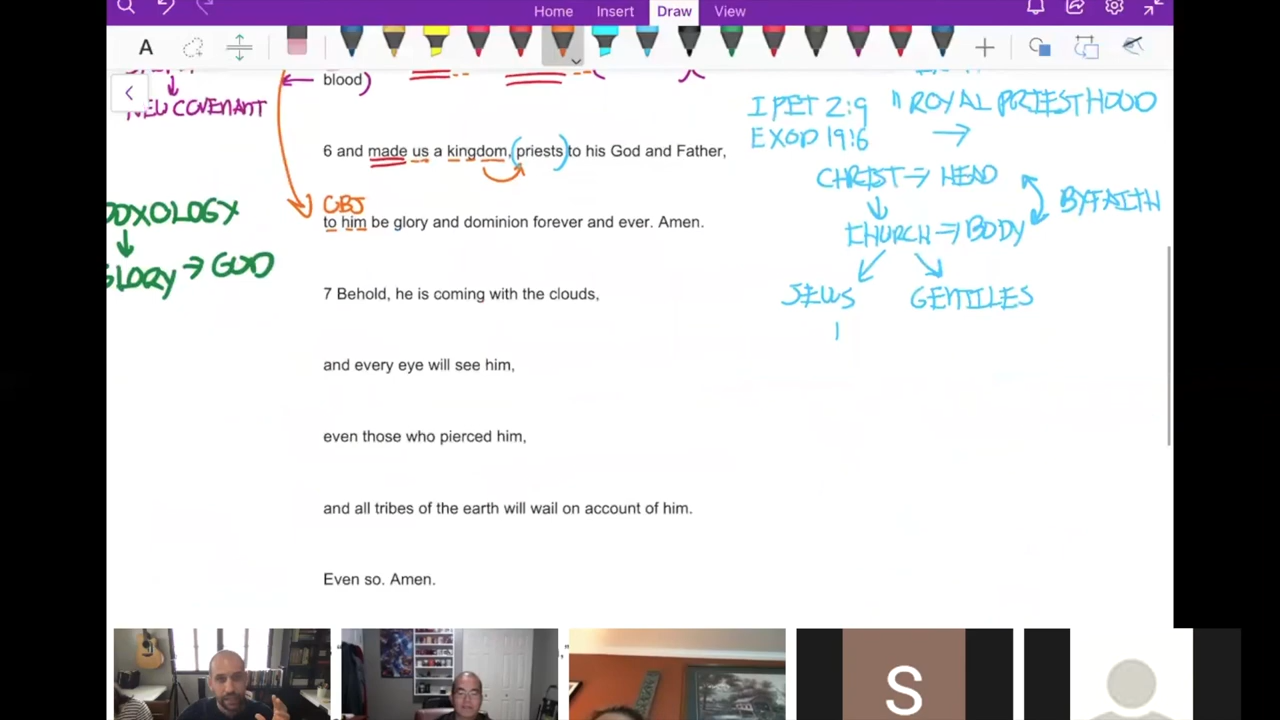 Home Insert Draw View
A
blood)
NEW COVENANT
I PET 2:9 "ROYAL PRIESTHOOD
EXOD 19:6
6 and made us a kingdom, (priests) to his God and Father,
CHRIST ⇒ HEAD
BY FAITH
OBJ
DOXOLOGY
to him be glory and dominion forever and ever. Amen.
CHURCH ⇒ BODY
GLORY → GOD
7 Behold, he is coming with the clouds,
JEWS GENTILES
and every eye will see him,
even those who pierced him,
and all tribes of the earth will wail on account of him.
Even so. Amen.
S